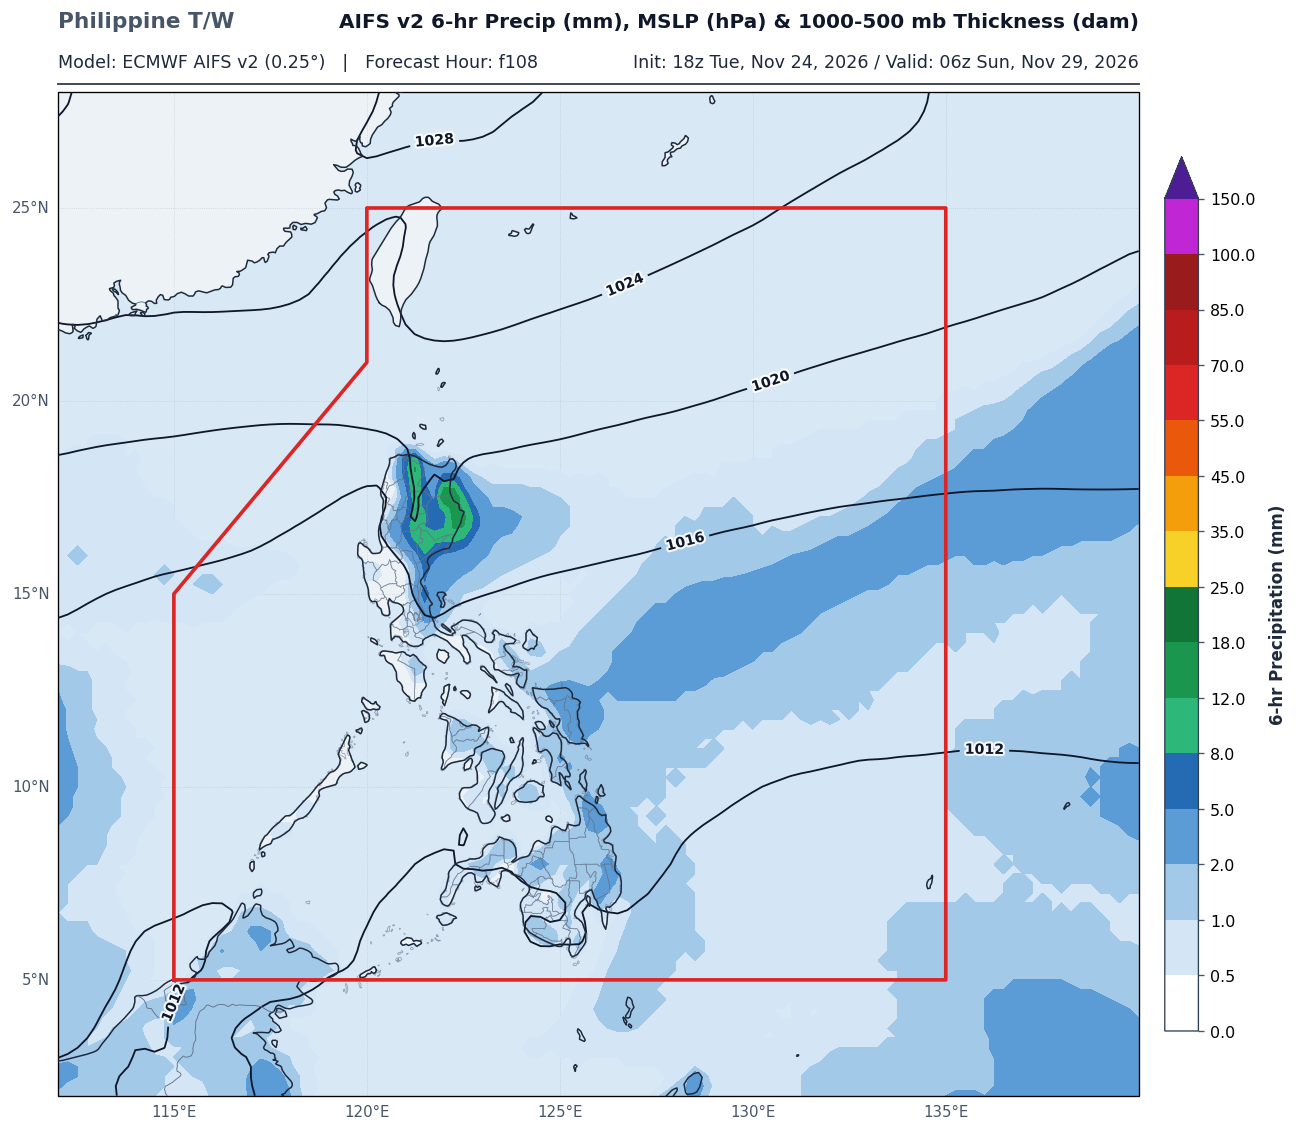 Philippine T/W
AIFS v2 6-hr Precip (mm), MSLP (hPa) & 1000-500 mb Thickness (dam)
Model: ECMWF AIFS v2 (0.25°) | Forecast Hour: f108
Init: 18z Tue, Nov 24, 2026 / Valid: 06z Sun, Nov 29, 2026
1028
1024
1020
1016
1012
1012
25°N
20°N
15°N
10°N
5°N
115°E
120°E
125°E
130°E
135°E
150.0
100.0
85.0
70.0
55.0
45.0
35.0
25.0
18.0
12.0
8.0
5.0
2.0
1.0
0.5
0.0
6-hr Precipitation (mm)